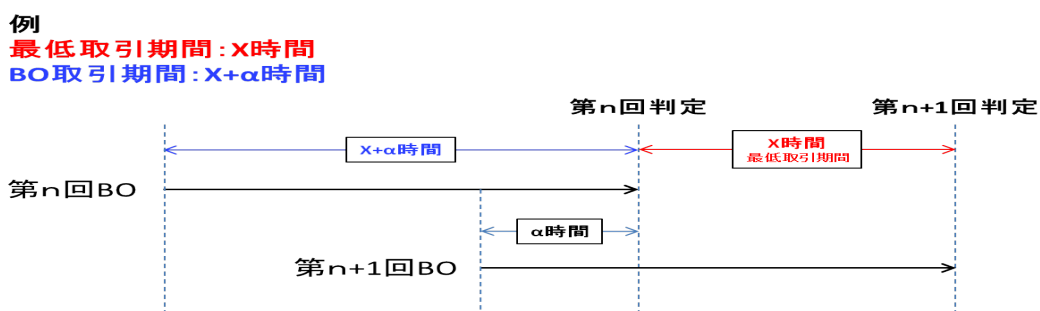 例
最低取引期間:X時間
BO取引期間:X+α時間
第n回判定
第n+1回判定
X+α時間
X時間
最低取引期間
第n回BO
α時間
第n+1回BO